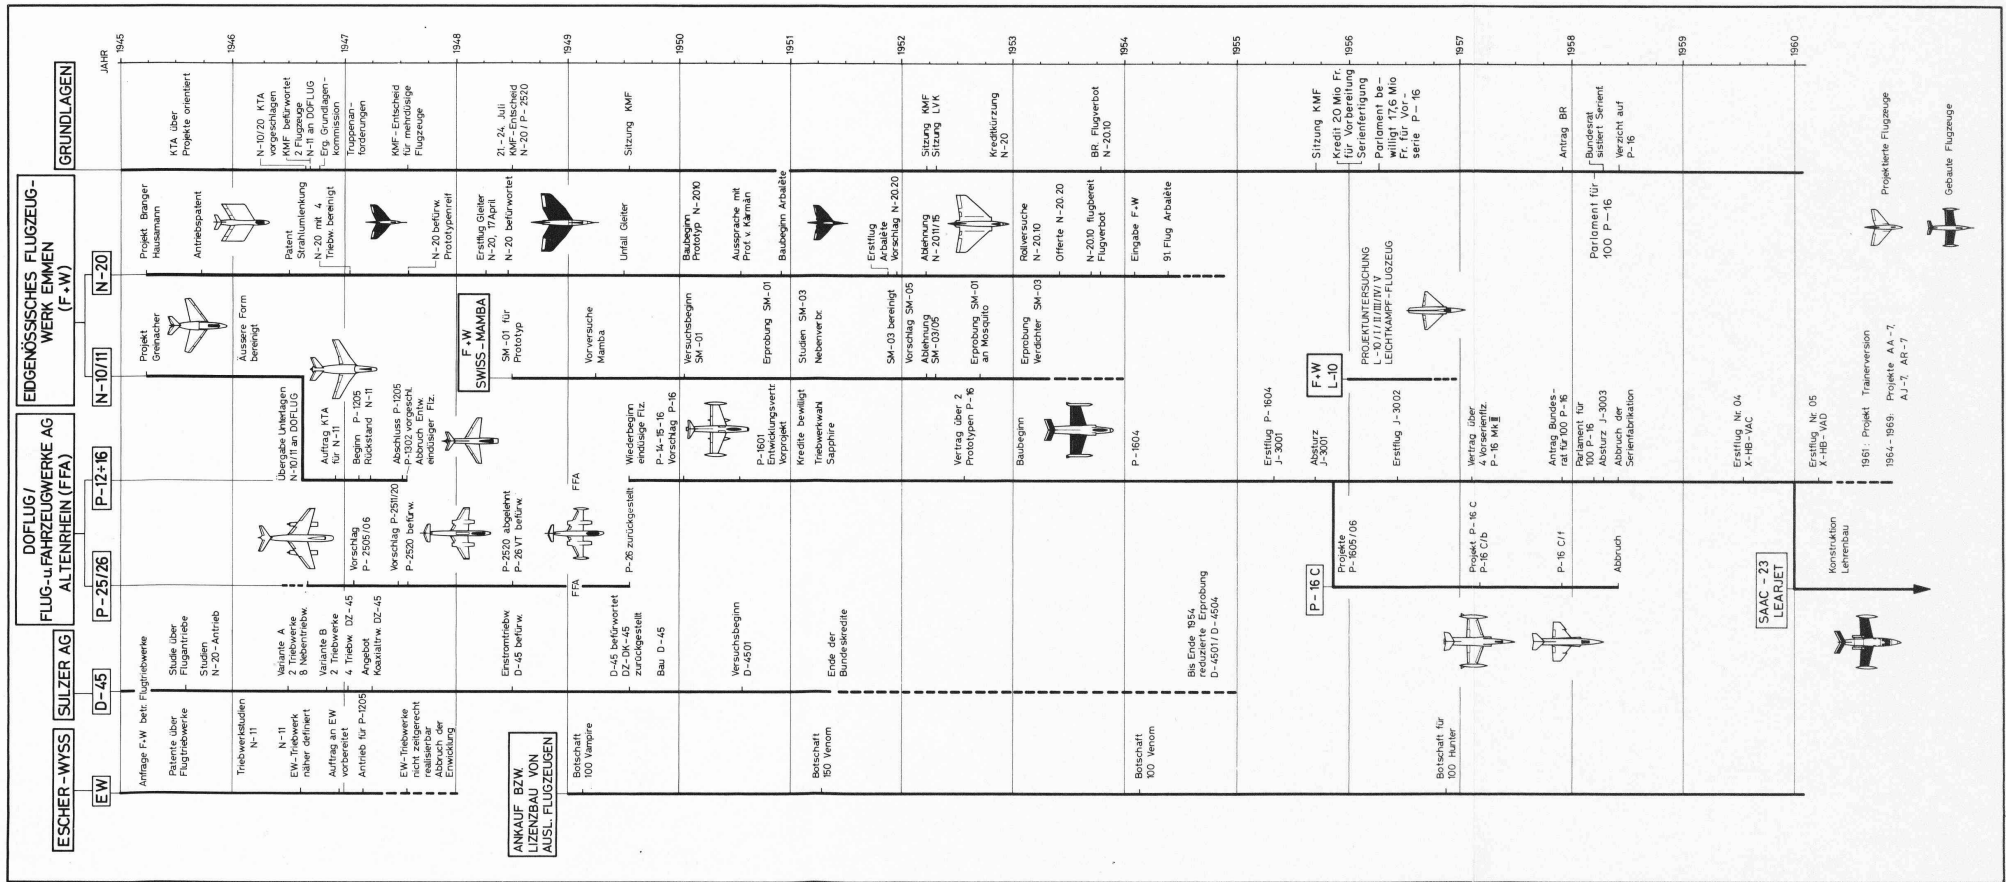 JAHR
1945
1946
1947
1948
1949
1950
1951
1952
1953
1954
1955
1956
1957
1958
1959
1960
GRUNDLAGEN
KTA über
Projekte orientiert
N-10/20 KTA
vorgeschlagen
KMF befürwortet
2 Flugzeuge
N-11 an DOFLUG
Erg. Grundlagen-
kommission
Truppenan-
forderungen
KMF-Entscheid
für mehrdüsige
Flugzeuge
21.-24. Juli
KMF-Entscheid
N-20 / P-2520
Sitzung KMF
Sitzung KMF
Sitzung LVK
Kreditkürzung
N-20
BR. Flugverbot
N-20.10
Sitzung KMF
Kredit 20 Mio Fr.
für Vorbereitung
Serienfertigung
Parlament be-
willigt 17,6 Mio
Fr. für Vor-
serie P-16
Antrag BR
Bundesrat
sistiert Serient.
Verzicht auf
P-16
Parlament für
100 P-16
EIDGENÖSSISCHES FLUGZEUG-
WERK EMMEN
(F+W)
N-20
Projekt Branger
Hausamann
Antriebspatent
Patent
Strahlumlenkung
N-20 mit 4
Triebw. bereinigt
N-20 befürw.
Prototypenreif
Erstflug Gleiter
N-20, 17 April
N-20 befürwortet
Unfall Gleiter
Baubeginn
Prototyp N-2010
Aussprache mit
Prof. v. Kàrmàn
Baubeginn Arbalète
Erstflug
Arbalète
Vorschlag N-20.20
Ablehnung
N-2011/15
Rollversuche
N-20.10
Offerte N-20.20
N-20.10 flugbereit
Flugverbot
Eingabe F+W
91 Flug Arbalète
Projektierte Flugzeuge
Gebaute Flugzeuge
N-10/11
Projekt
Greinacher
Äussere Form
bereinigt
F+W
SWISS-MAMBA
SM-01 für
Prototyp
Vorversuche
Mamba
Versuchsbeginn
SM-01
Erprobung SM-01
Studien SM-03
Nebenverbr.
SM-03 bereinigt
Vorschlag SM-05
Ablehnung
SM-03/05
Erprobung SM-01
an Mosquito
Erprobung
Verdichter SM-03
F+W
L-10
PROJEKTUNTERSUCHUNG
L-10/I/II/III/IV/V
LEICHTKAMPF-FLUGZEUG
DOFLUG/
FLUG-u.FAHRZEUGWERKE AG
ALTENRHEIN (FFA)
P-12+16
Übergabe Unterlagen
N-10/11 an DOFLUG
Auftrag KTA
für N-11
Beginn P-1205
Rückstand N-11
Abschluss P-1205
P-1302 vorgeschl.
Abbruch Entw.
eindüsiger Flz.
FFA
Wiederbeginn
eindüsige Flz.
P-14-15-16
Vorschlag P-16
P-1601
Entwicklungsvertr.
Vorprojekt
Kredite bewilligt
Triebwerkwahl
Sapphire
Vertrag über 2
Prototypen P-16
Baubeginn
P-1604
Erstflug P-1604
J-3001
Absturz
J-3001
Erstflug J-3002
Vertrag über
4 Vorserienflz.
P-16 Mk II
Antrag Bundes-
rat für 100 P-16
Parlament für
100 P-16
Absturz J-3003
Abbruch der
Serienfabrikation
Erstflug Nr. 04
X-HB-VAC
Erstflug Nr. 05
X-HB-VAD
1961: Projekt Trainerversion
1964-1969: Projekte AA-7,
AJ-7, AR-7
P-25/26
Vorschlag
P-2505/06
Vorschlag P-2511/20
P-2520 befürw.
P-2520 abgelehnt
P-26 VT befürw.
FFA
P-26 zurückgestellt
P-16 C
Projekte
P-1605/06
Projekt P-16 C
P-16 C/b
P-16 C/f
Abbruch
SAAC-23
LEARJET
Konstruktion
Lehrenbau
SULZER AG
D-45
Studie über
Flugantriebe
Studien
N-20-Antrieb
Variante A
2 Triebwerke
8 Nebentriebw.
Variante B
2 Triebwerke
4 Triebw. DZ-45
Angebot
Koaxialtrw. DZ-45
Einstromtriebw.
D-45 befürw.
D-45 befürwortet
DZ-DK-45
zurückgestellt
Bau D-45
Versuchsbeginn
D-4501
Ende der
Bundeskredite
Bis Ende 1954
reduzierte Erprobung
D-4501/D-4504
ESCHER-WYSS
EW
Anfrage F+W betr. Flugtriebwerke
Patente über
Flugtriebwerke
Triebwerkstudien
N-11
N-11
EW-Triebwerk
näher definiert
Auftrag an EW
vorbereitet
Antrieb für P-1205
EW-Triebwerke
nicht zeitgerecht
realisierbar
Abbruch der
Enwicklung
ANKAUF BZW.
LIZENZBAU VON
AUSL. FLUGZEUGEN
Botschaft
100 Vampire
Botschaft
150 Venom
Botschaft
100 Venom
Botschaft für
100 Hunter